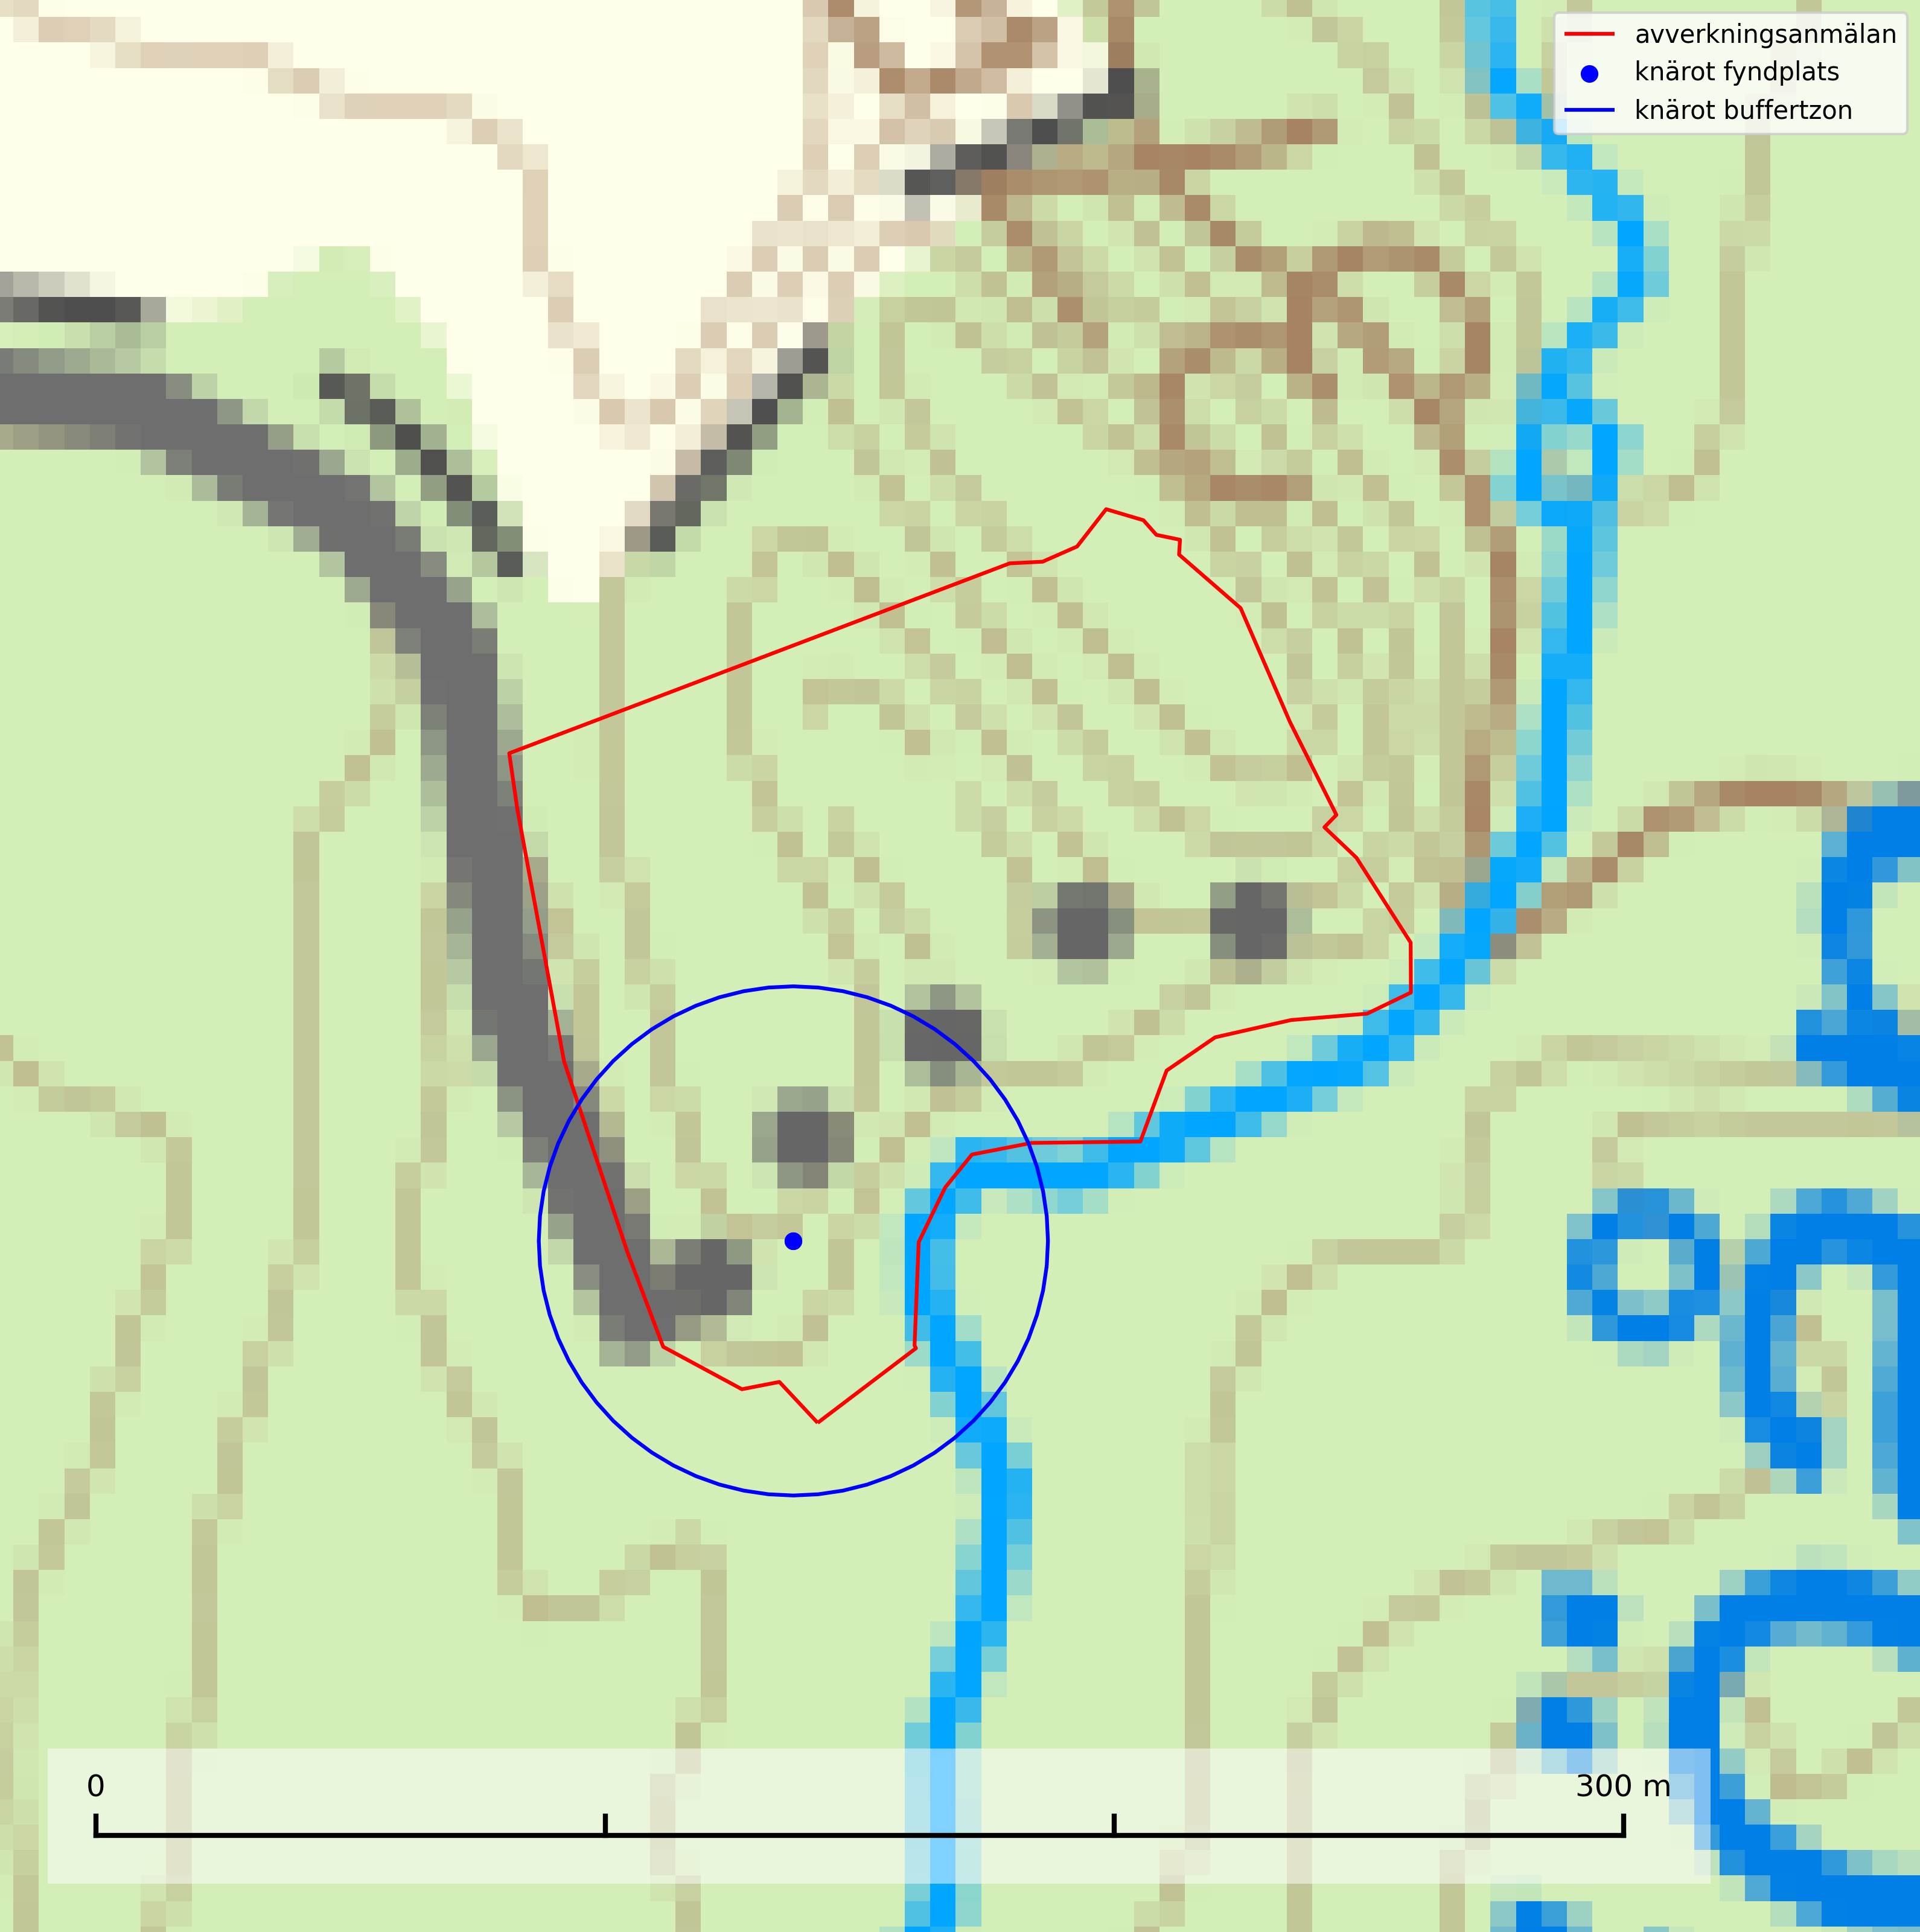 avverkningsanmälan
knärot fyndplats
knärot buffertzon
0 300 m